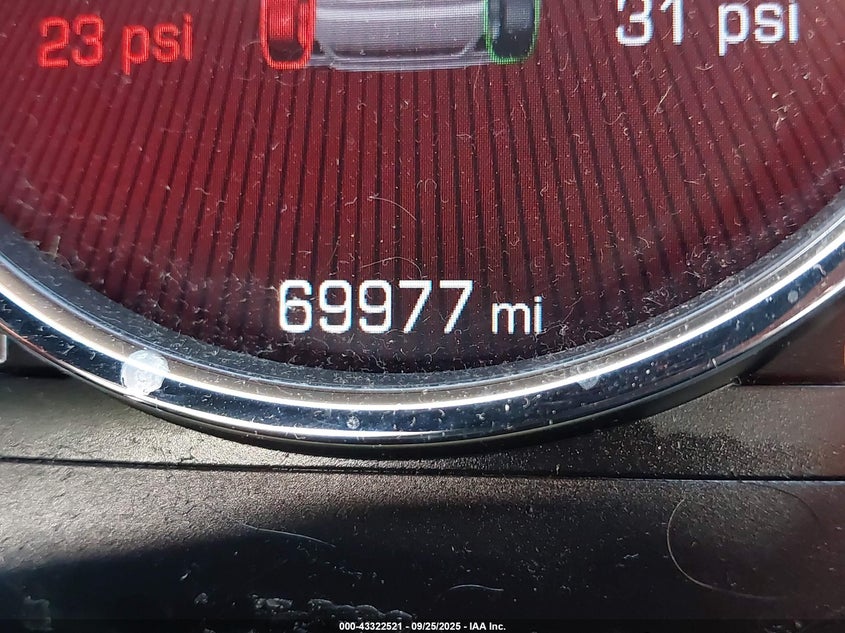 23 psi
31 psi
69977 mi
000-43322521 - 09/25/2025 - IAA Inc.